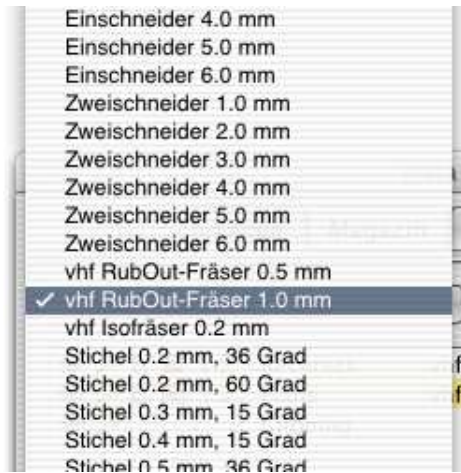 Einschneider 4.0 mm
Einschneider 5.0 mm
Einschneider 6.0 mm
Zweischneider 1.0 mm
Zweischneider 2.0 mm
Zweischneider 3.0 mm
Zweischneider 4.0 mm
Zweischneider 5.0 mm
Zweischneider 6.0 mm
Magazin
vhf RubOut-Fräser 0.5 mm
✓ vhf RubOut-Fräser 1.0 mm
vhf Isofräser 0.2 mm
Stichel 0.2 mm, 36 Grad
Stichel 0.2 mm, 60 Grad
Stichel 0.3 mm, 15 Grad
Stichel 0.4 mm, 15 Grad
Stichel 0.5 mm, 36 Grad